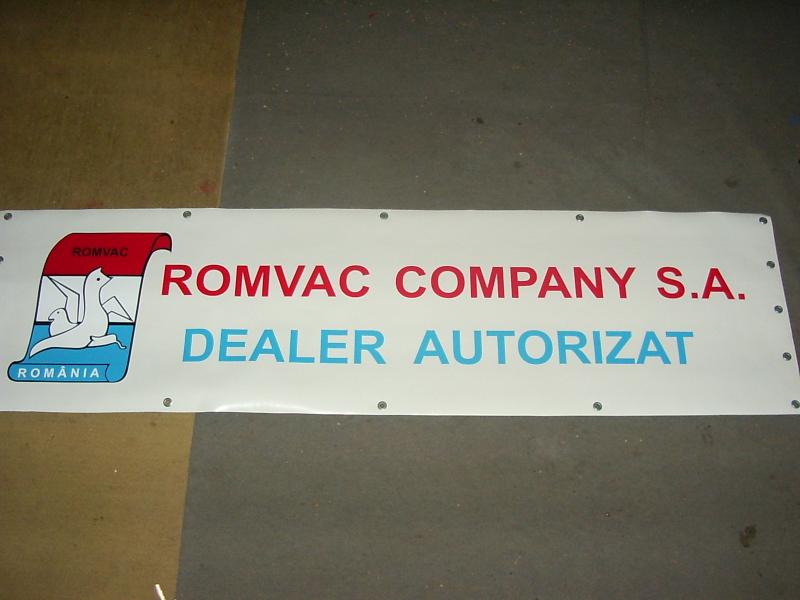 ROMVAC
ROMVAC COMPANY S.A.
DEALER AUTORIZAT
ROMÂNIA